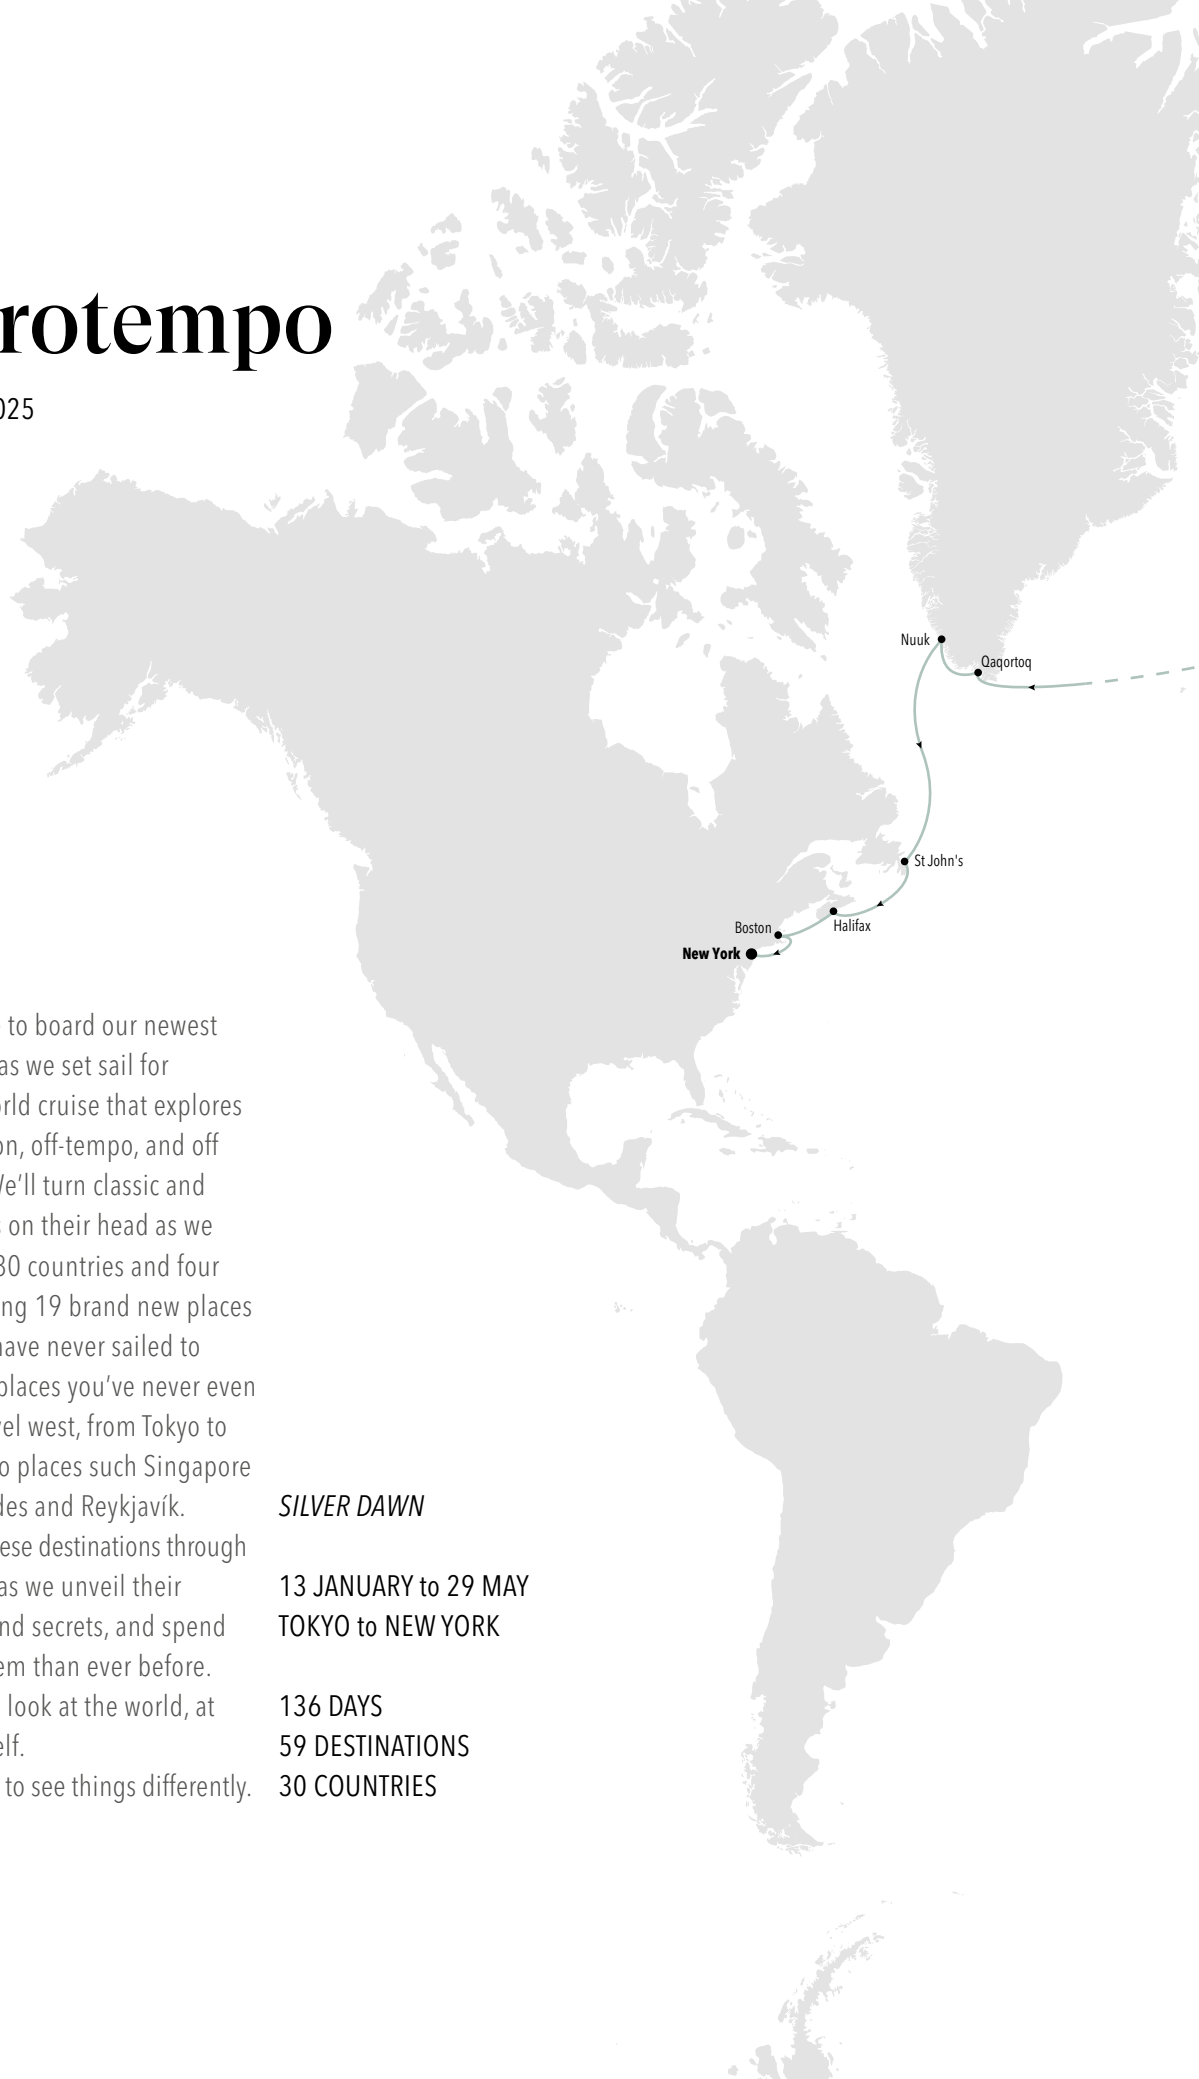 rotempo
025
Nuuk
Qaqortoq
St John's
Halifax
Boston
New York
to board our newest
as we set sail for
orld cruise that explores
on, off-tempo, and off
We'll turn classic and
s on their head as we
30 countries and four
ng 19 brand new places
have never sailed to
places you've never even
vel west, from Tokyo to
o places such Singapore
des and Reykjavík.
ese destinations through
as we unveil their
nd secrets, and spend
em than ever before.
look at the world, at
elf.
to see things differently.
SILVER DAWN
13 JANUARY to 29 MAY
TOKYO to NEW YORK
136 DAYS
59 DESTINATIONS
30 COUNTRIES